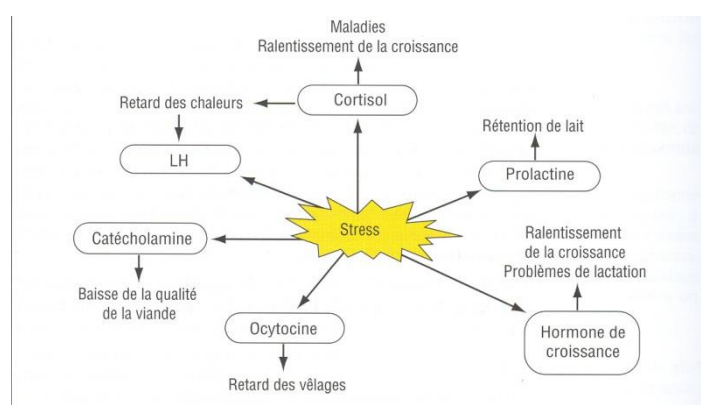 Maladies
Ralentissement de la croissance
Cortisol
Retard des chaleurs
LH
Rétention de lait
Prolactine
Stress
Catécholamine
Baisse de la qualité
de la viande
Ralentissement
de la croissance
Problèmes de lactation
Hormone de
croissance
Ocytocine
Retard des vêlages